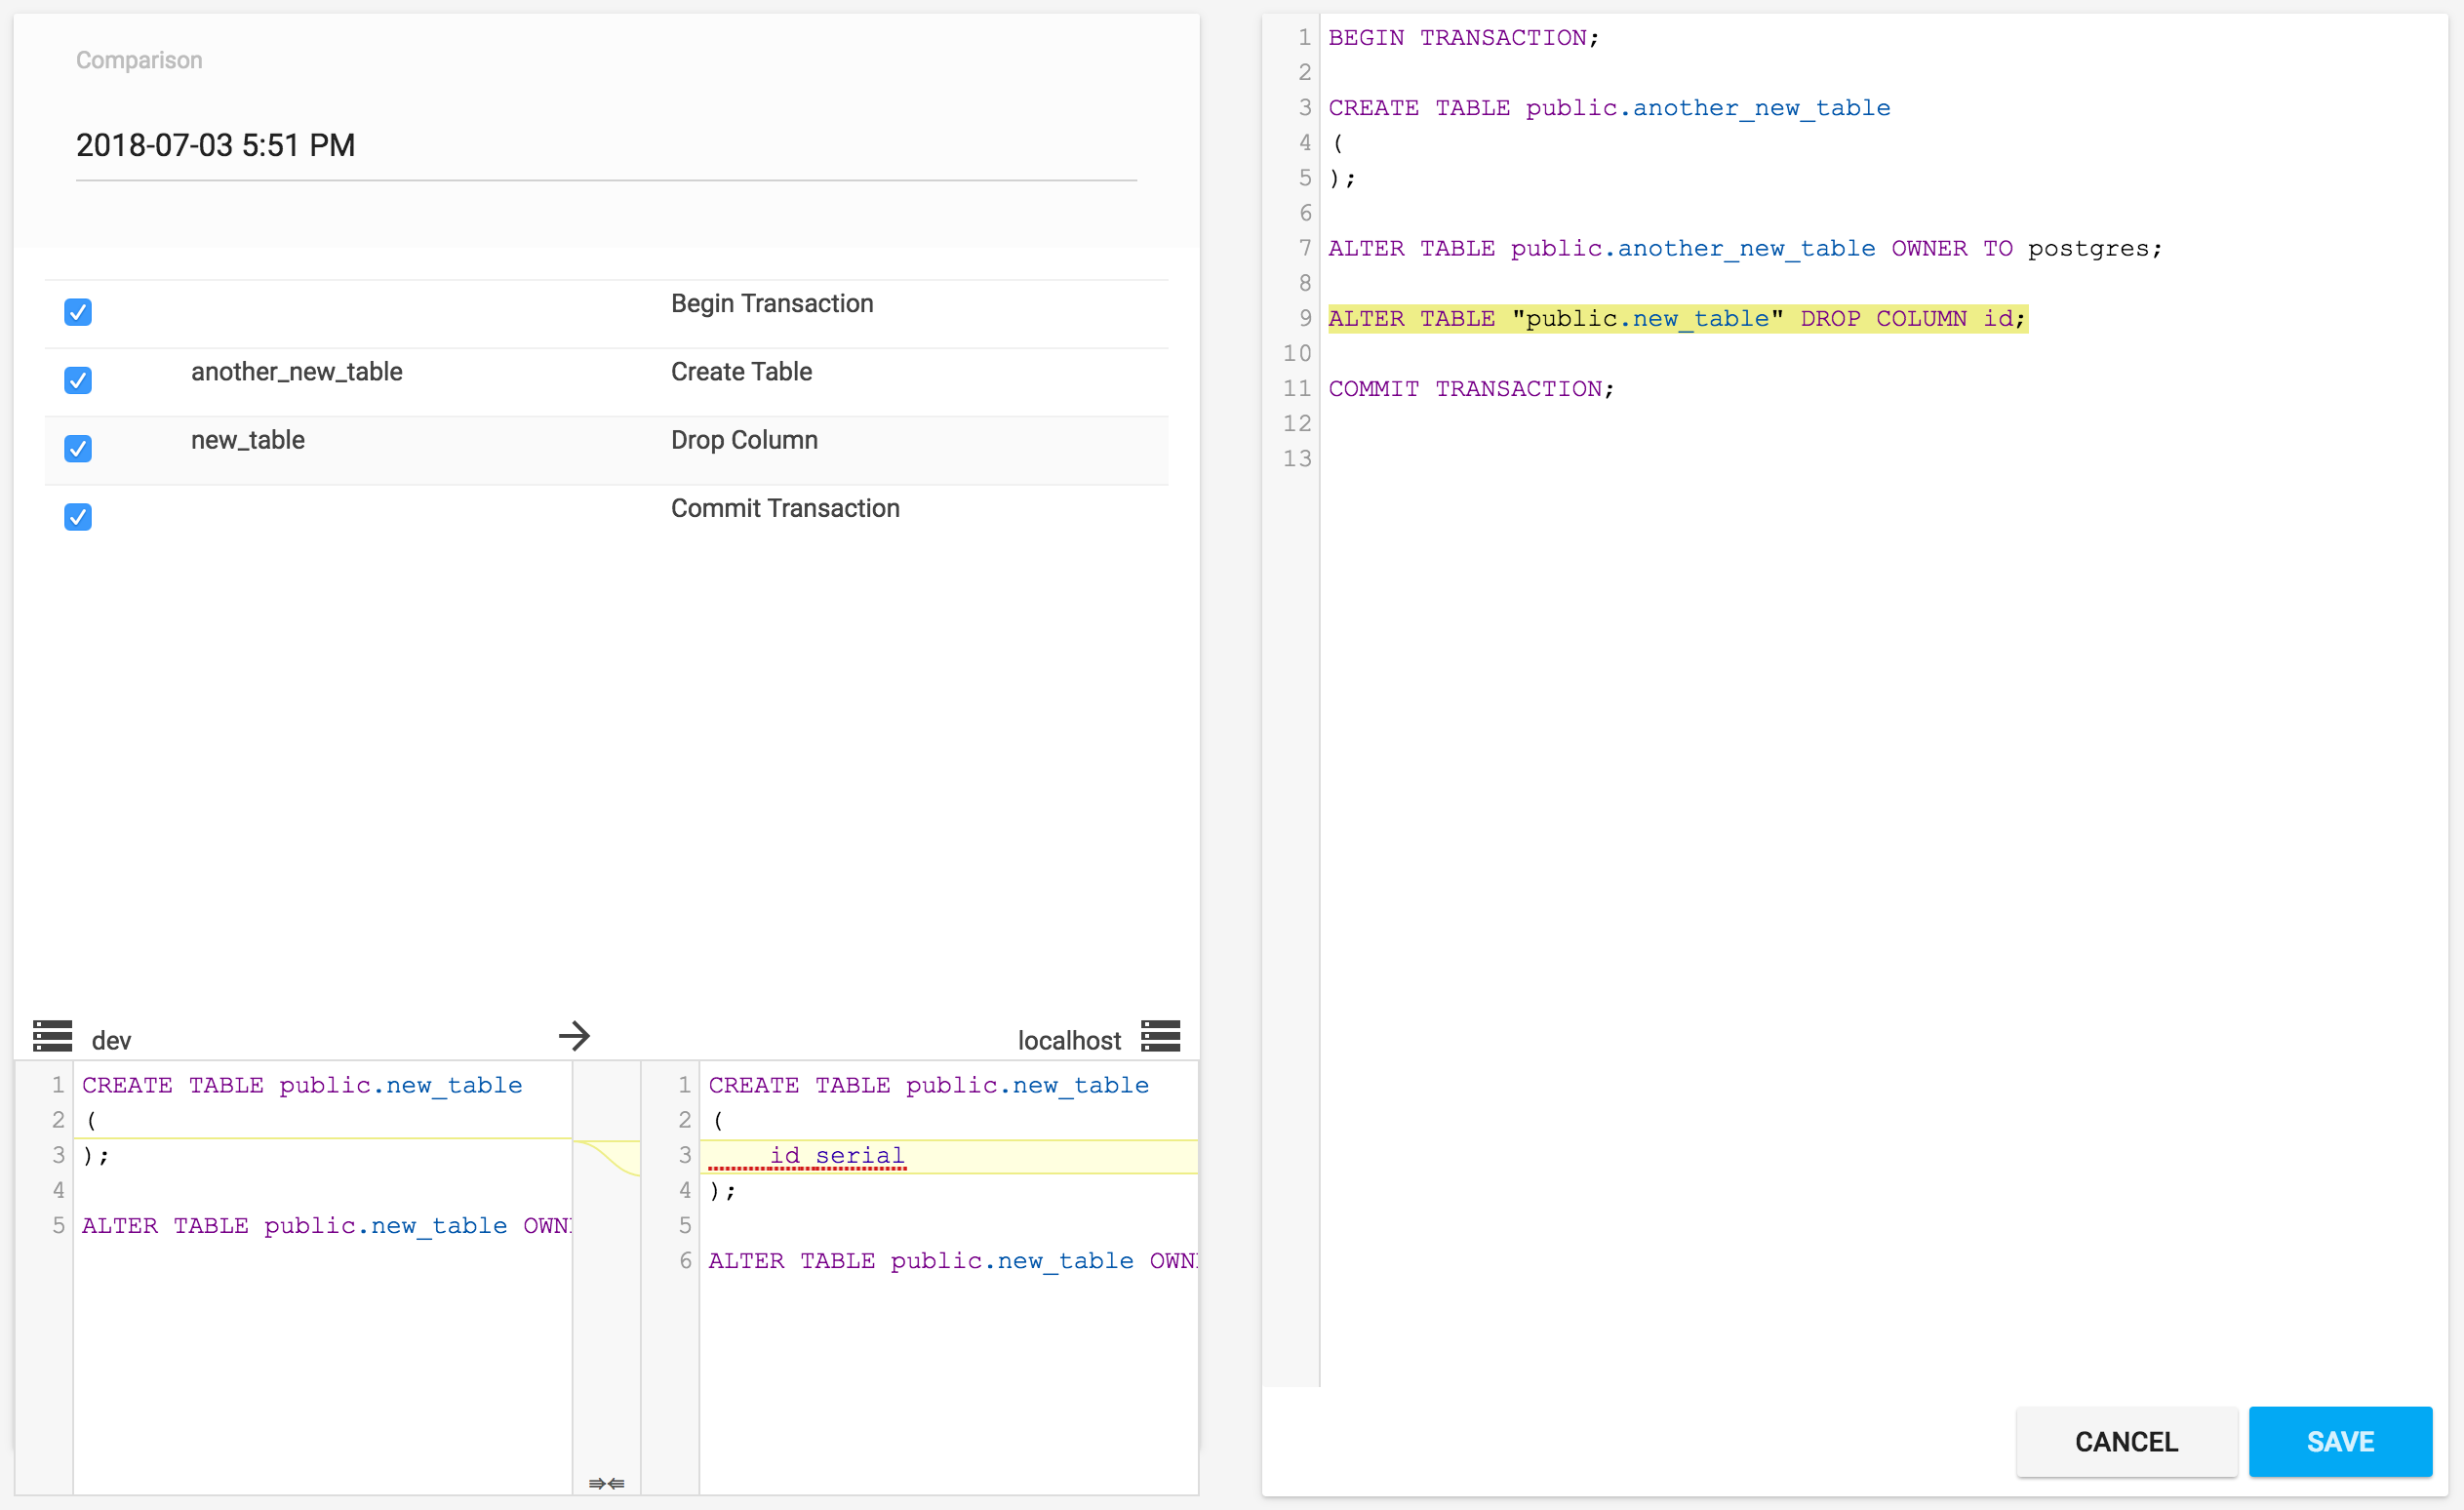 Comparison
2018-07-03 5:51 PM
Begin Transaction
another_new_table Create Table
new_table Drop Column
Commit Transaction
dev → localhost
1 CREATE TABLE public.new_table
2 (
3 );
4
5 ALTER TABLE public.new_table
1 CREATE TABLE public.new_table
2 (
3 id serial
4 );
5
6 ALTER TABLE public.new_table
1 BEGIN TRANSACTION;
2
3 CREATE TABLE public.another_new_table
4 (
5 );
6
7 ALTER TABLE public.another_new_table OWNER TO postgres;
8
9 ALTER TABLE "public.new_table" DROP COLUMN id;
10
11 COMMIT TRANSACTION;
12
13
CANCEL SAVE